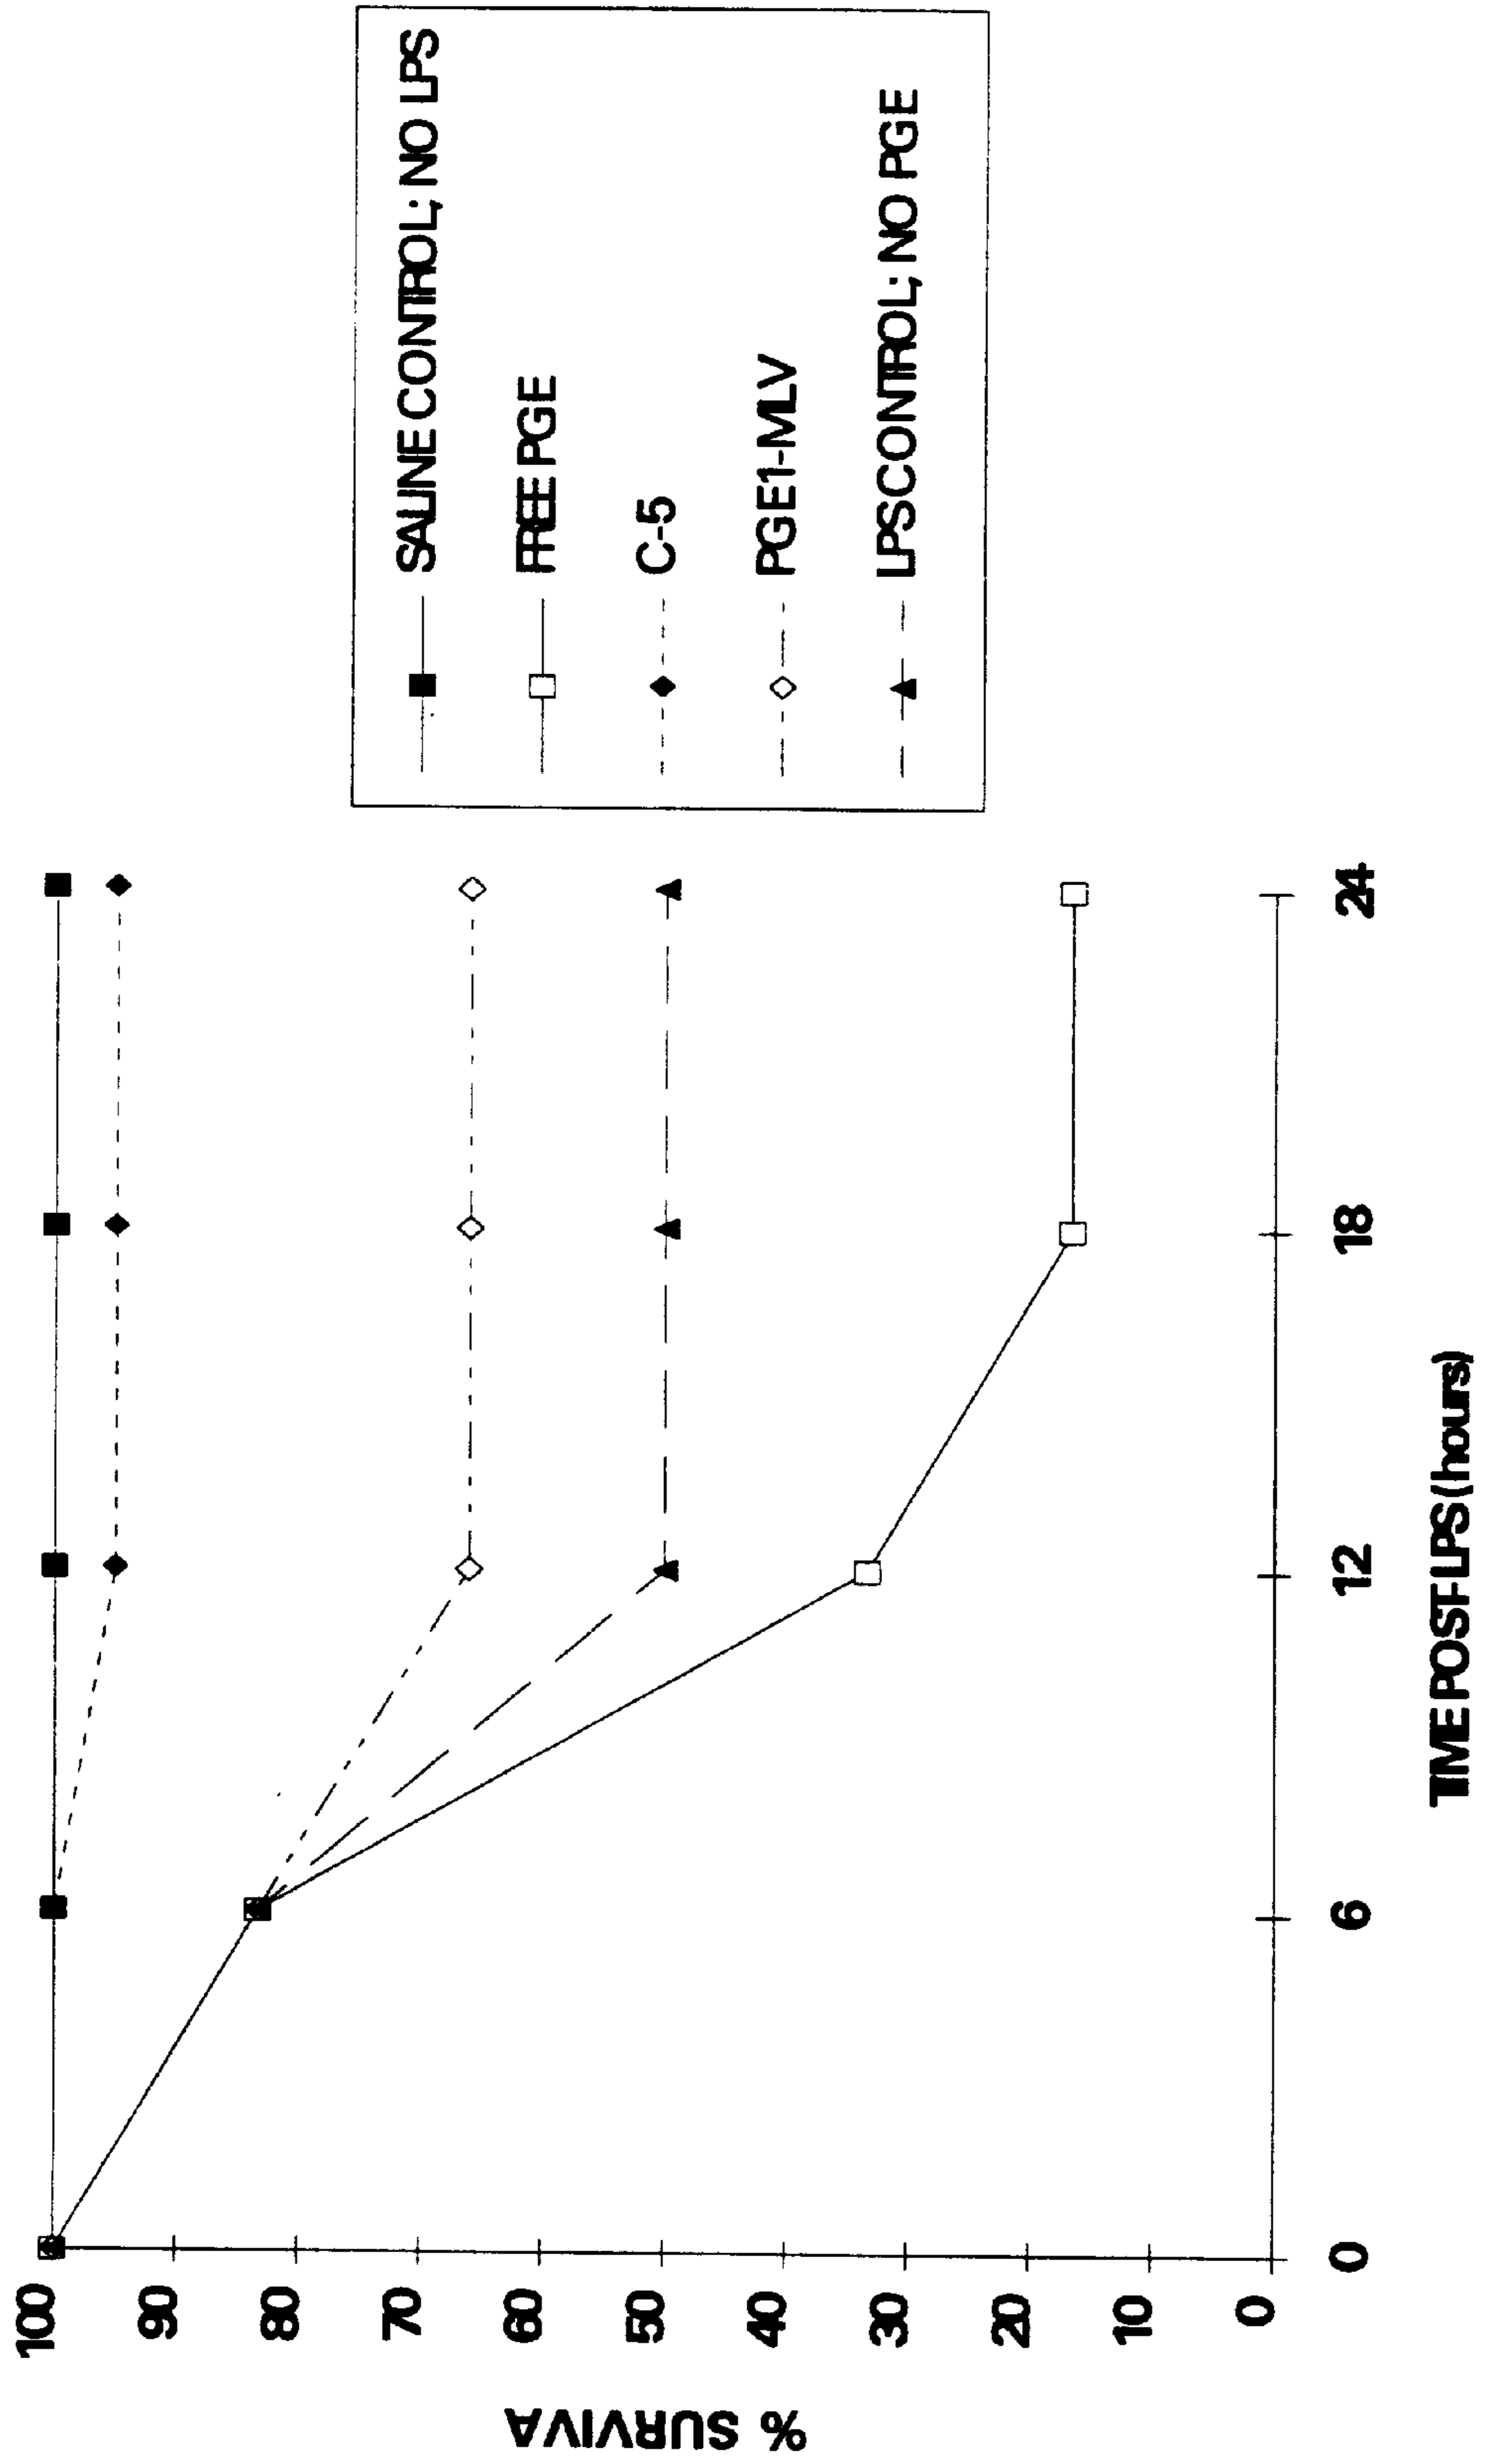 % SURVIVA
100
90
80
70
60
50
40
30
20
10
0
0
6
12
18
24
TIME POST-LPS (hours)
SALINE CONTROL; NO LPS
FREE PGE
C-5
PGE1-MLV
LPS CONTROL; NO PGE